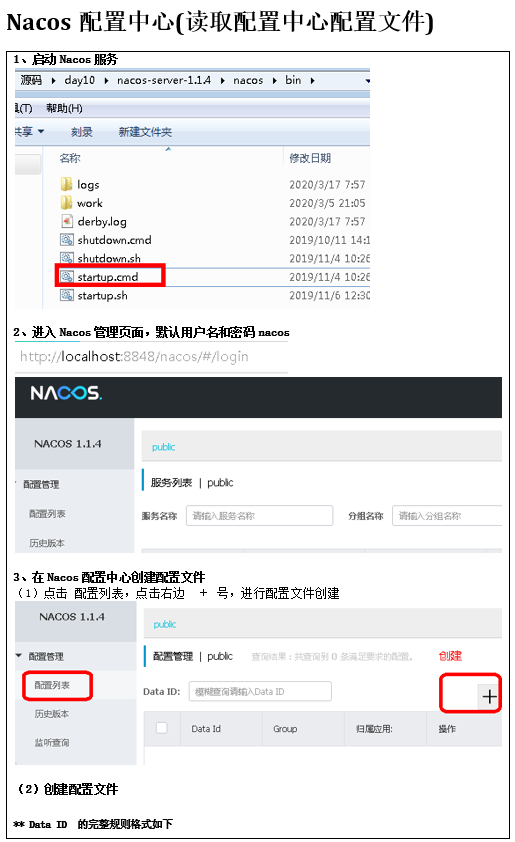 Nacos 配置中心(读取配置中心配置文件)
1、启动 Nacos 服务
源码 day10 nacos-server-1.1.4 nacos bin
具(T) 帮助(H)
共享 刻录 新建文件夹
名称 修改日期
logs 2020/3/17 7:57
work 2020/3/5 21:05
derby.log 2020/3/17 7:57
shutdown.cmd 2019/10/11 14:1
shutdown.sh 2019/11/4 10:26
startup.cmd 2019/11/4 10:26
startup.sh 2019/11/6 12:30
2、进入 Nacos 管理页面，默认用户名和密码 nacos
http://localhost:8848/nacos/#/login
NACOS.
NACOS 1.1.4
public
配置管理
服务列表 | public
配置列表
服务名称 请输入服务名称 分组名称 请输入分组名称
历史版本
3、在 Nacos 配置中心创建配置文件
（1）点击 配置列表，点击右边 + 号，进行配置文件创建
NACOS 1.1.4
public
配置管理
配置管理 | public 查询结果：共查询到 0 条满足要求的配置。 创建
配置列表
Data ID: 模糊查询请输入Data ID +
历史版本
Data Id Group 归属应用: 操作
监听查询
（2）创建配置文件
** Data ID 的完整规则格式如下